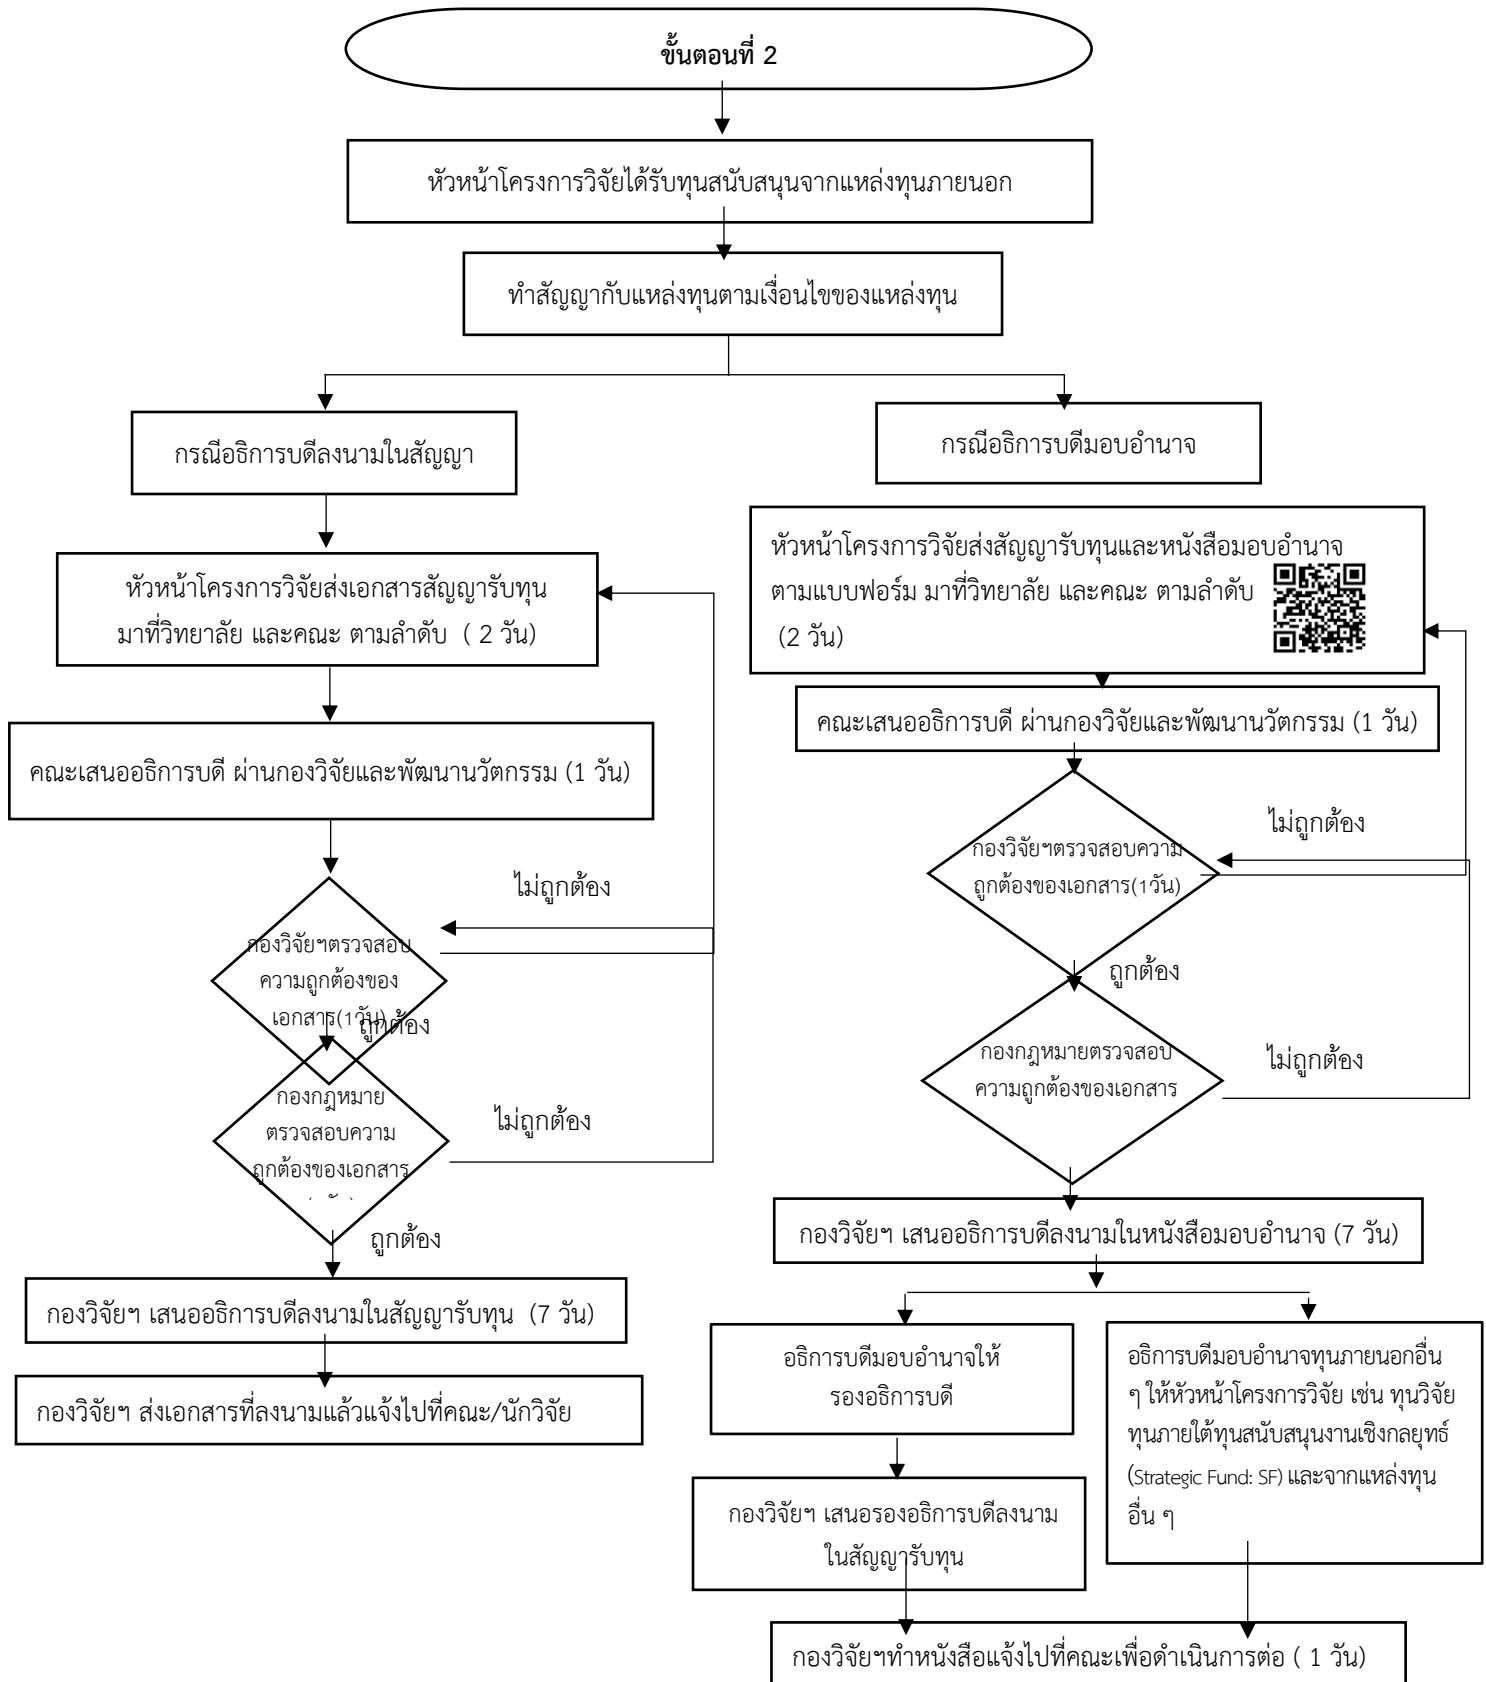 ขั้นตอนที่ 2
หัวหน้าโครงการวิจัยได้รับทุนสนับสนุนจากแหล่งทุนภายนอก
ทำสัญญากับแหล่งทุนตามเงื่อนไขของแหล่งทุน
กรณีอธิการบดีลงนามในสัญญา
หัวหน้าโครงการวิจัยส่งเอกสารสัญญารับทุน
มาที่วิทยาลัย และคณะ ตามลำดับ ( 2 วัน)
คณะเสนออธิการบดี ผ่านกองวิจัยและพัฒนานวัตกรรม (1 วัน)
ไม่ถูกต้อง
กองวิจัยฯตรวจสอบ
ความถูกต้องของ
เอกสาร(1วัน)
ถูกต้อง
กองกฎหมาย
ตรวจสอบความ
ถูกต้องของเอกสาร
ไม่ถูกต้อง
ถูกต้อง
กองวิจัยฯ เสนออธิการบดีลงนามในสัญญารับทุน (7 วัน)
กองวิจัยฯ ส่งเอกสารที่ลงนามแล้วแจ้งไปที่คณะ/นักวิจัย
กรณีอธิการบดีมอบอำนาจ
หัวหน้าโครงการวิจัยส่งสัญญารับทุนและหนังสือมอบอำนาจ
ตามแบบฟอร์ม มาที่วิทยาลัย และคณะ ตามลำดับ
(2 วัน)
คณะเสนออธิการบดี ผ่านกองวิจัยและพัฒนานวัตกรรม (1 วัน)
ไม่ถูกต้อง
กองวิจัยฯตรวจสอบความ
ถูกต้องของเอกสาร(1วัน)
ถูกต้อง
กองกฎหมายตรวจสอบ
ความถูกต้องของเอกสาร
ไม่ถูกต้อง
กองวิจัยฯ เสนออธิการบดีลงนามในหนังสือมอบอำนาจ (7 วัน)
อธิการบดีมอบอำนาจให้
รองอธิการบดี
กองวิจัยฯ เสนอรองอธิการบดีลงนาม
ในสัญญารับทุน
อธิการบดีมอบอำนาจทุนภายนอกอื่น
ๆ ให้หัวหน้าโครงการวิจัย เช่น ทุนวิจัย
ทุนภายใต้ทุนสนับสนุนงานเชิงกลยุทธ์
(Strategic Fund: SF) และจากแหล่งทุน
อื่น ๆ
กองวิจัยฯทำหนังสือแจ้งไปที่คณะเพื่อดำเนินการต่อ ( 1 วัน)